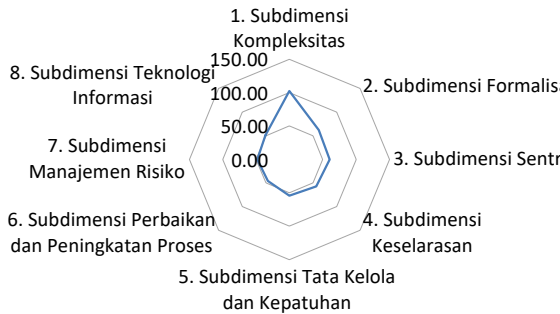 1. Subdimensi
Kompleksitas
150.00
100.00
50.00
0.00
2. Subdimensi Formalisa
3. Subdimensi Sentr
4. Subdimensi
Keselarasan
5. Subdimensi Tata Kelola
dan Kepatuhan
6. Subdimensi Perbaikan
dan Peningkatan Proses
7. Subdimensi
Manajemen Risiko
8. Subdimensi Teknologi
Informasi